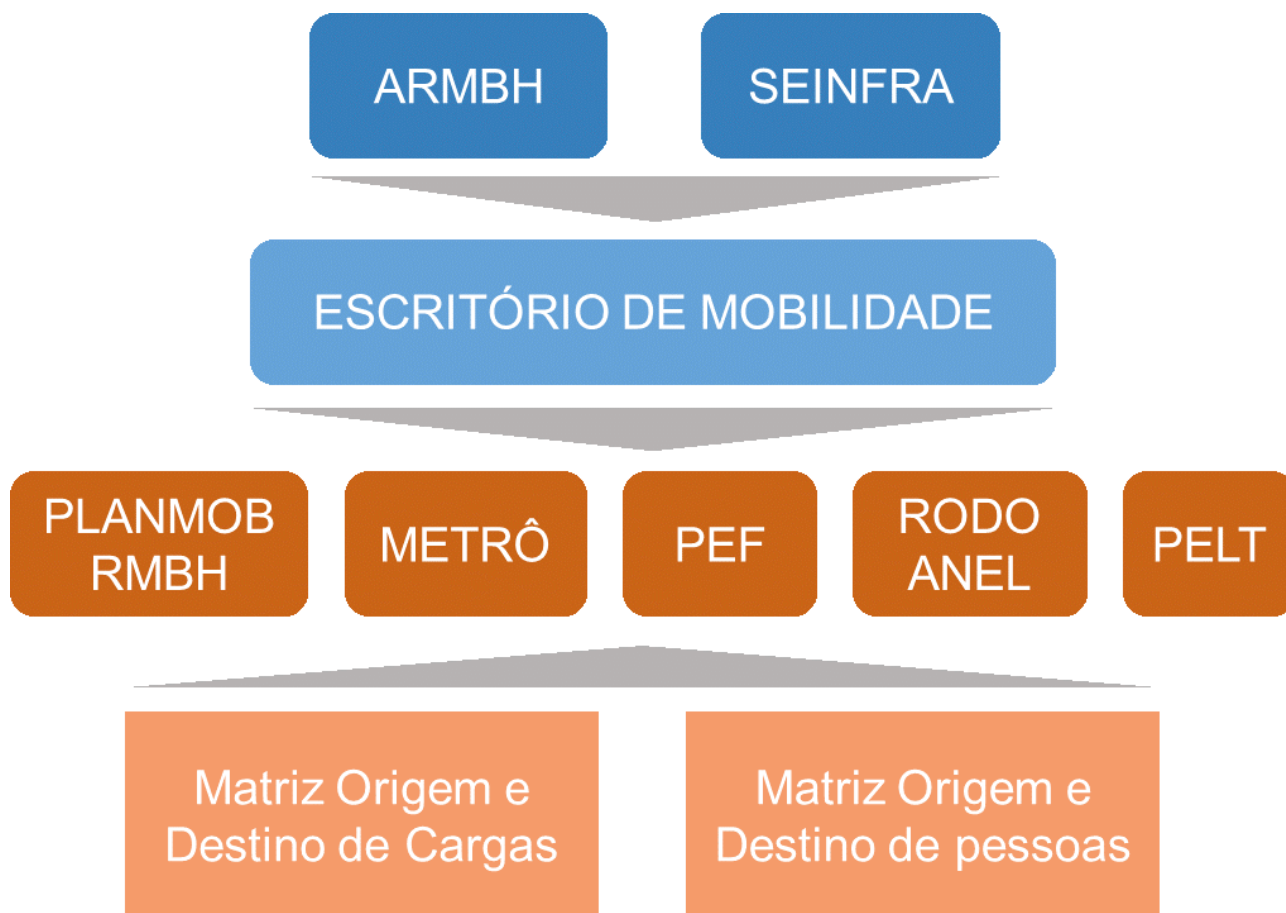 ARMBH
SEINFRA
ESCRITÓRIO DE MOBILIDADE
PLANMOB
RMBH
METRÔ
PEF
RODO
ANEL
PELT
Matriz Origem e
Destino de Cargas
Matriz Origem e
Destino de pessoas